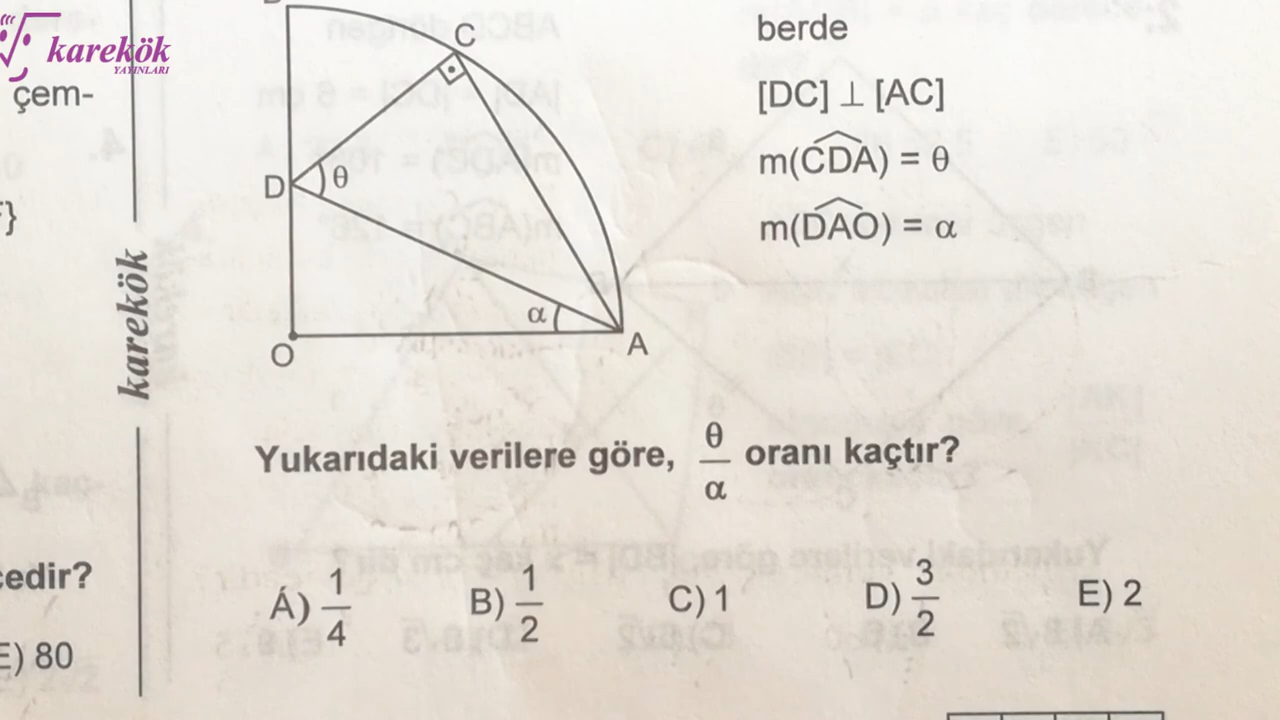 karekök
YAYINLARI
çem-
edir?
E) 80
karekök
C
D
θ
α
O
A
berde
[DC] ⊥ [AC]
m(CDA) = θ
m(DAO) = α
Yukarıdaki verilere göre, θ/α oranı kaçtır?
A) 1/4 B) 1/2 C) 1 D) 3/2 E) 2